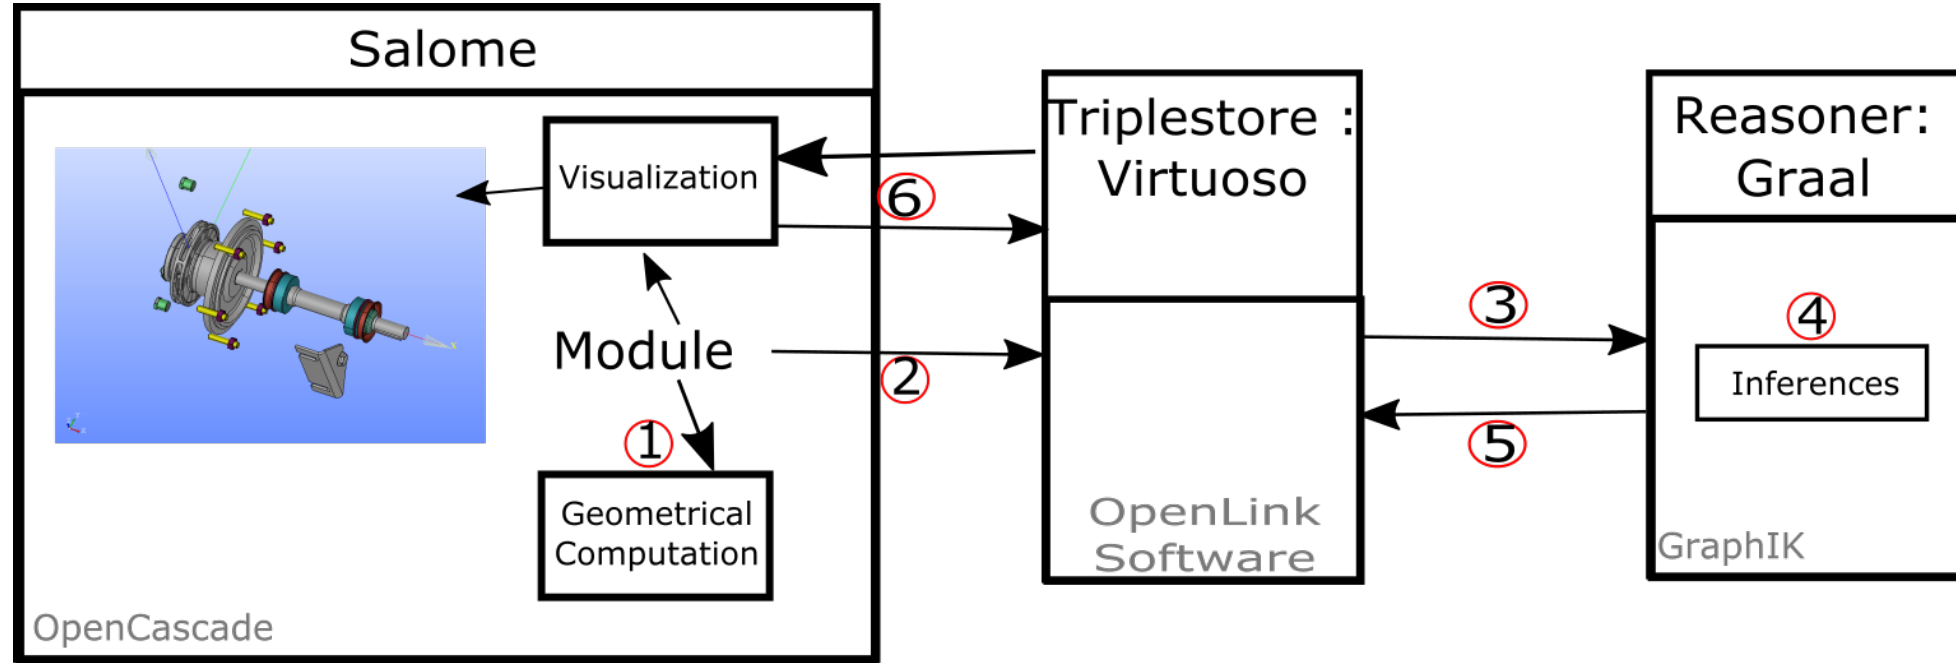 Salome
Visualization
Module
1
Geometrical
Computation
OpenCascade
6
2
Triplestore :
Virtuoso
OpenLink
Software
3
5
Reasoner:
Graal
4
Inferences
GraphIK